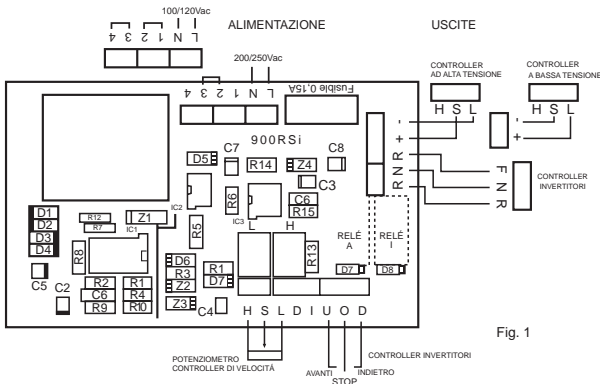 100/120Vac
ALIMENTAZIONE
USCITE
4 3 2 1 N L
200/250Vac
4 3 2 1 N L
Fusible 0,15A
CONTROLLER
AD ALTA TENSIONE
CONTROLLER
A BASSA TENSIONE
H S L
H S L
- +
- +
R N R
F N R
CONTROLLER
INVERTITORI
900RSi
C7
C8
D5
R14
Z4
C3
R6
C6
R15
IC3
L H
R5
R13
D1
D2
D3
D4
R12
R7
Z1
IC2
IC1
R8
C5
C2
R2
C6
R9
R1
R4
R10
D6
R3
Z2
Z3
R1
D7
C4
RELÉ
A
RELÉ
I
D7
D8
H S L D I U O D
POTENZIOMETRO
CONTROLLER DI VELOCITÁ
AVANTI
STOP
INDIETRO
CONTROLLER INVERTITORI
Fig. 1